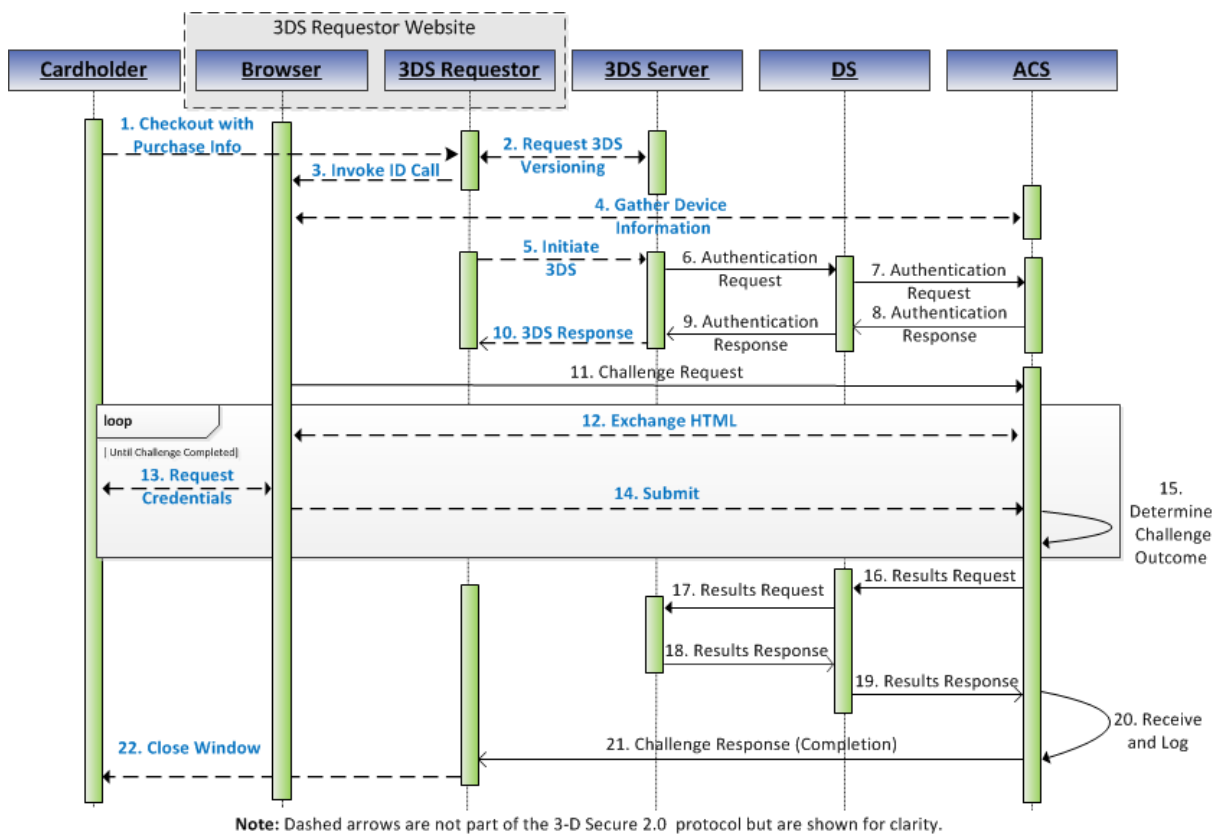 3DS Requestor Website
Cardholder
Browser
3DS Requestor
3DS Server
DS
ACS
1. Checkout with
Purchase Info
2. Request 3DS
Versioning
3. Invoke ID Call
4. Gather Device
Information
5. Initiate
3DS
6. Authentication
Request
7. Authentication
Request
8. Authentication
Response
9. Authentication
Response
10. 3DS Response
11. Challenge Request
loop
[ Until Challenge Completed]
12. Exchange HTML
13. Request
Credentials
14. Submit
15.
Determine
Challenge
Outcome
16. Results Request
17. Results Request
18. Results Response
19. Results Response
20. Receive
and Log
21. Challenge Response (Completion)
22. Close Window
Note: Dashed arrows are not part of the 3-D Secure 2.0 protocol but are shown for clarity.